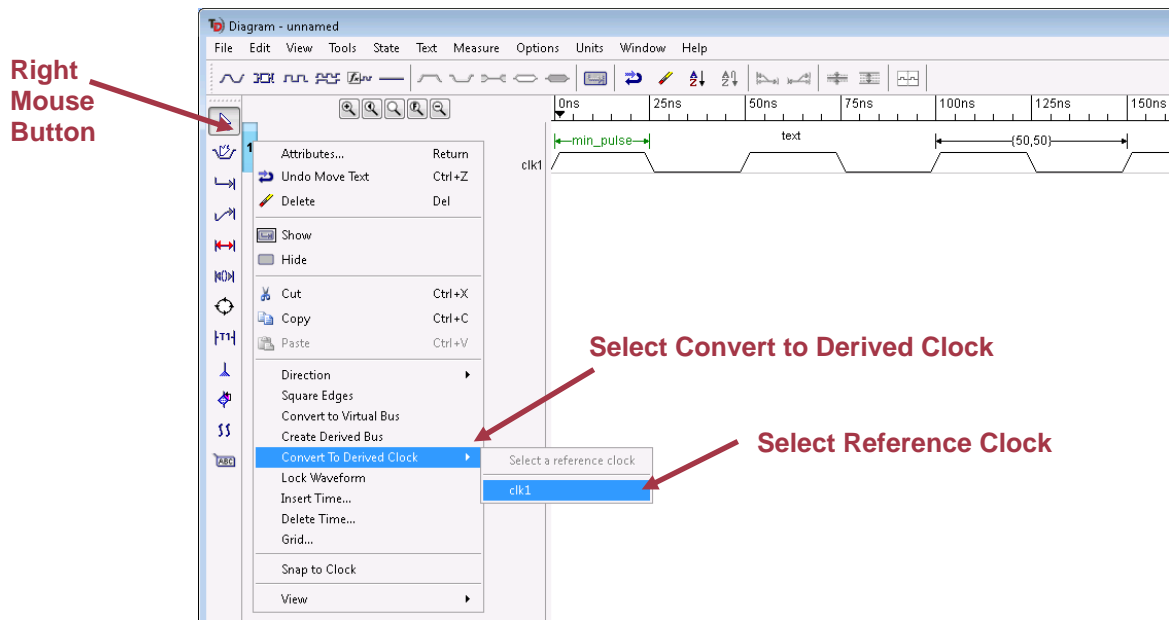 TD Diagram - unnamed
File Edit View Tools State Text Measure Options Units Window Help
Right
Mouse
Button
0ns 25ns 50ns 75ns 100ns 125ns 150ns
min_pulse text {50,50}
clk1
1
Attributes... Return
Undo Move Text Ctrl+Z
Delete Del
Show
Hide
Cut Ctrl+X
Copy Ctrl+C
Paste Ctrl+V
T1
ABC
Direction
Square Edges
Convert to Virtual Bus
Create Derived Bus
Convert To Derived Clock
Lock Waveform
Insert Time...
Delete Time...
Grid...
Snap to Clock
View
Select Convert to Derived Clock
Select Reference Clock
Select a reference clock
clk1